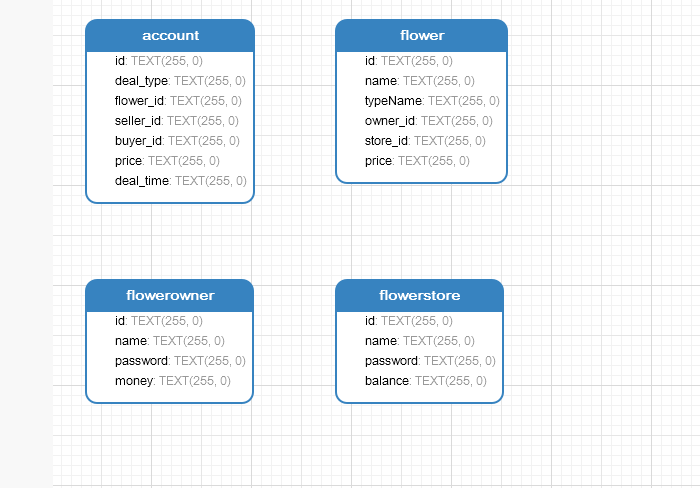 account
id: TEXT(255, 0)
deal_type: TEXT(255, 0)
flower_id: TEXT(255, 0)
seller_id: TEXT(255, 0)
buyer_id: TEXT(255, 0)
price: TEXT(255, 0)
deal_time: TEXT(255, 0)
flower
id: TEXT(255, 0)
name: TEXT(255, 0)
typeName: TEXT(255, 0)
owner_id: TEXT(255, 0)
store_id: TEXT(255, 0)
price: TEXT(255, 0)
flowerowner
id: TEXT(255, 0)
name: TEXT(255, 0)
password: TEXT(255, 0)
money: TEXT(255, 0)
flowerstore
id: TEXT(255, 0)
name: TEXT(255, 0)
password: TEXT(255, 0)
balance: TEXT(255, 0)